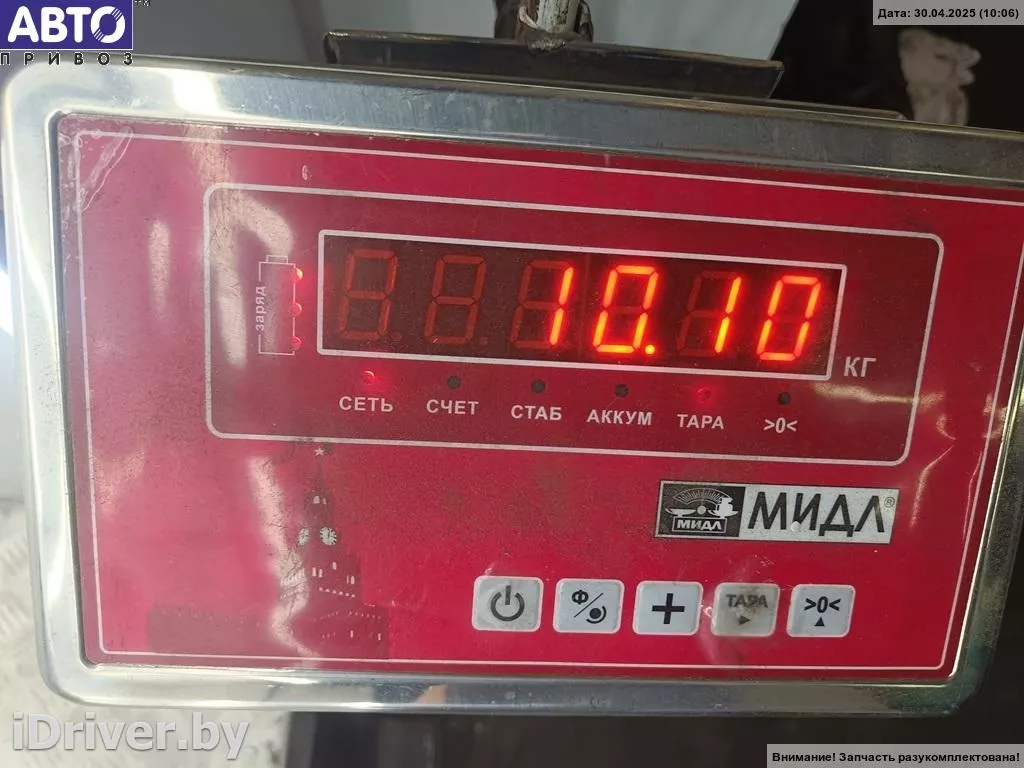 АВТО™
ПРИВОЗ
Дата: 30.04.2025 (10:06)
заряд
10.10
КГ
СЕТЬ СЧЕТ СТАБ АККУМ ТАРА >0<
МИДЛ МИДЛ®
Ф + ТАРА >0<
iDriver.by
Внимание! Запчасть разукомплектована!